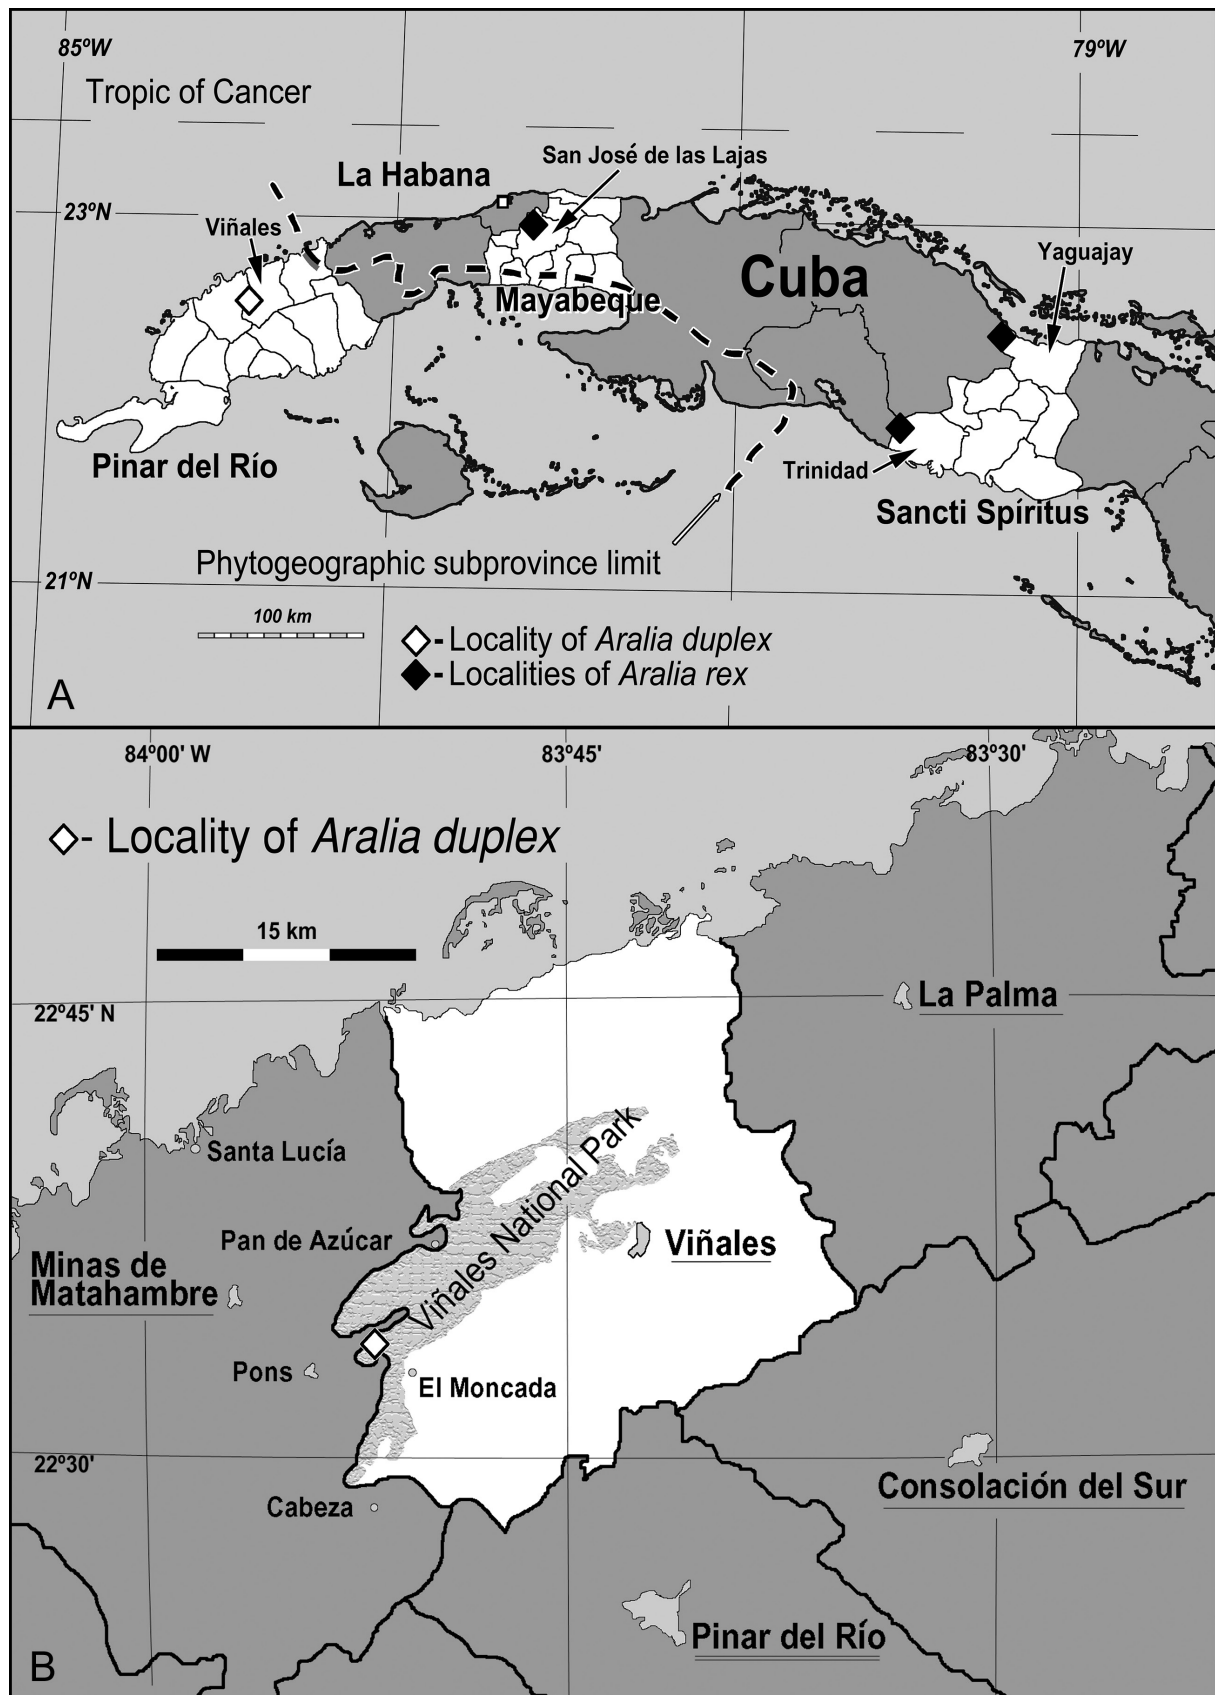 85ºW
79ºW
Tropic of Cancer
San José de las Lajas
La Habana
23ºN
Viñales
Yaguajay
Cuba
Mayabeque
Pinar del Río
Trinidad
Sancti Spíritus
Phytogeographic subprovince limit
21ºN
100 km
- Locality of Aralia duplex
- Localities of Aralia rex
A
84º00' W
83º45'
83º30'
- Locality of Aralia duplex
15 km
22º45' N
La Palma
Santa Lucía
Viñales National Park
Pan de Azúcar
Viñales
Minas de
Matahambre
Pons
El Moncada
22º30'
Consolación del Sur
Cabeza
Pinar del Río
B